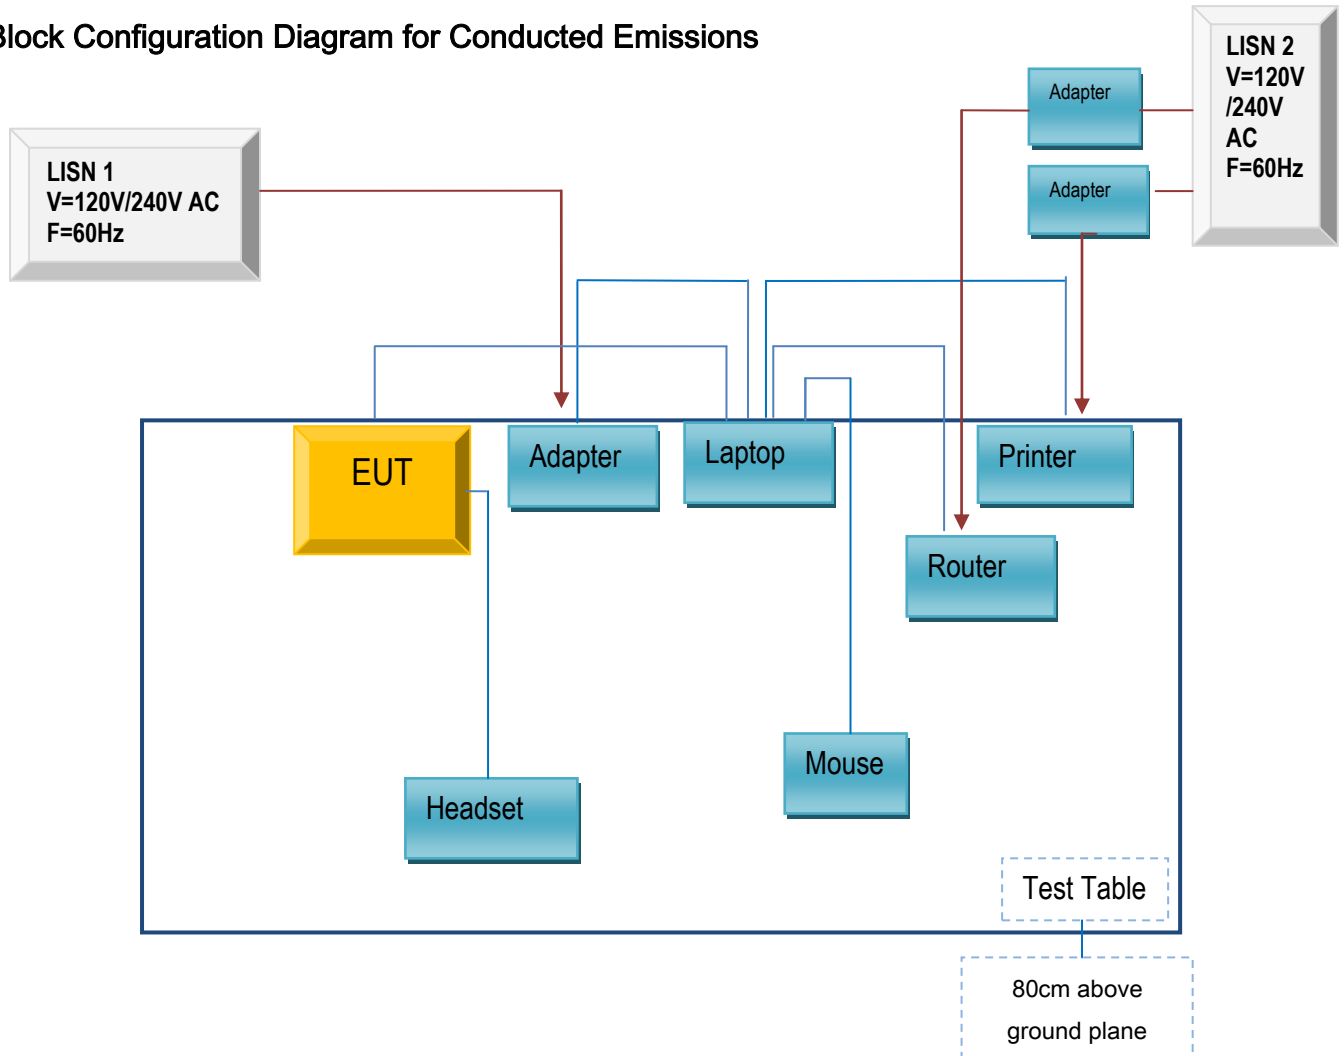 Block Configuration Diagram for Conducted Emissions
LISN 2
V=120V
/240V
AC
F=60Hz
Adapter
Adapter
LISN 1
V=120V/240V AC
F=60Hz
EUT
Adapter
Laptop
Printer
Router
Mouse
Headset
Test Table
80cm above
ground plane